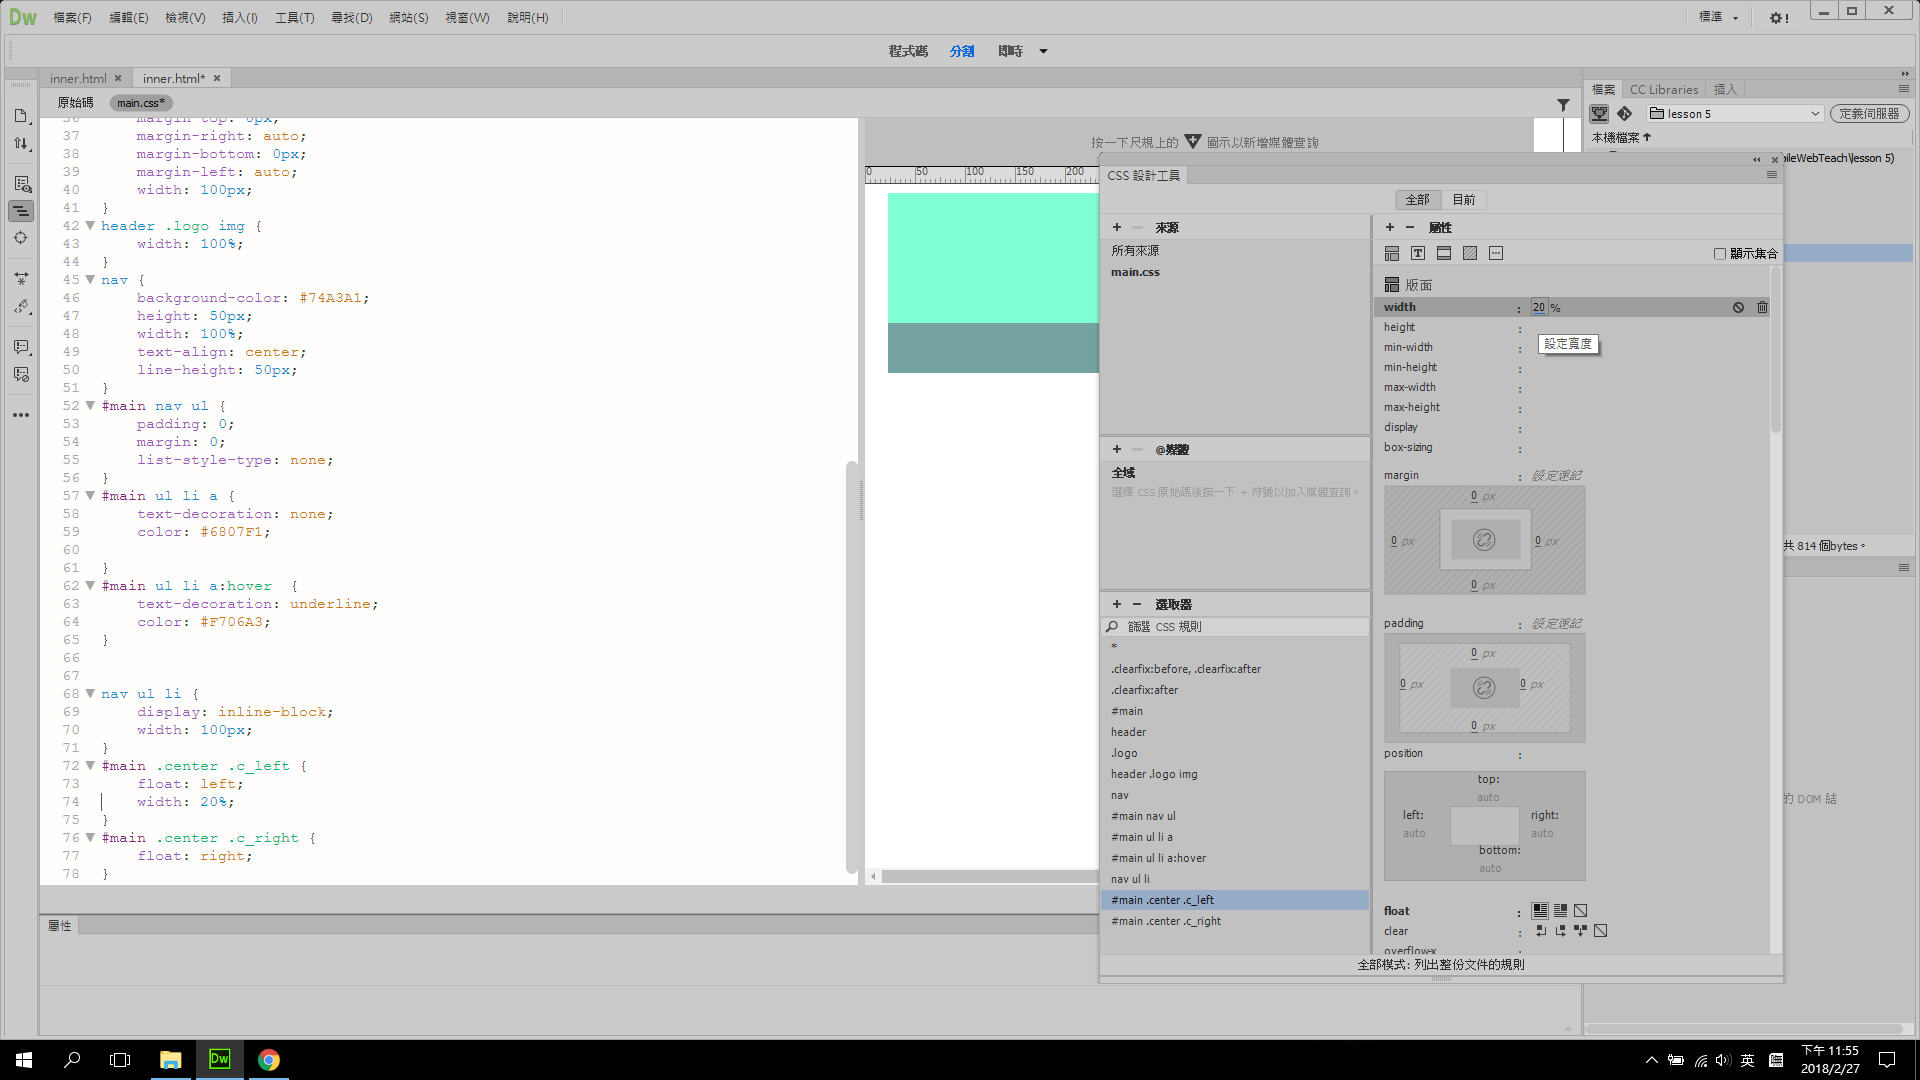 Dw 檔案(F) 編輯(E) 檢視(V) 插入(I) 工具(T) 尋找(D) 網站(S) 視窗(W) 說明(H) 標準
程式碼 分割 即時
inner.html × inner.html* ×
原始碼 main.css*
36 margin-top: 0px;
37 margin-right: auto;
38 margin-bottom: 0px;
39 margin-left: auto;
40 width: 100px;
41 }
42 header .logo img {
43 width: 100%;
44 }
45 nav {
46 background-color: #74A3A1;
47 height: 50px;
48 width: 100%;
49 text-align: center;
50 line-height: 50px;
51 }
52 #main nav ul {
53 padding: 0;
54 margin: 0;
55 list-style-type: none;
56 }
57 #main ul li a {
58 text-decoration: none;
59 color: #6807F1;
60
61 }
62 #main ul li a:hover  {
63 text-decoration: underline;
64 color: #F706A3;
65 }
66
67
68 nav ul li {
69 display: inline-block;
70 width: 100px;
71 }
72 #main .center .c_left {
73 float: left;
74 width: 20%;
75 }
76 #main .center .c_right {
77 float: right;
78 }
屬性
按一下尺規上的 圖示以新增媒體查詢
0 50 100 150 200
CSS 設計工具
全部 目前
+ − 來源
所有來源
main.css
+ − @媒體
全域
選擇 CSS 原始碼後按一下 + 符號以加入媒體查詢。
+ − 選取器
篩選 CSS 規則
*
.clearfix:before, .clearfix:after
.clearfix:after
#main
header
.logo
header .logo img
nav
#main nav ul
#main ul li a
#main ul li a:hover
nav ul li
#main .center .c_left
#main .center .c_right
+ − 屬性
顯示集合
版面
width : 20 %
設定寬度
height :
min-width :
min-height :
max-width :
max-height :
display :
box-sizing :
margin : 設定速記
0 px
0 px 0 px
0 px
padding : 設定速記
0 px
0 px 0 px
0 px
position :
top:
auto
left: right:
auto auto
bottom:
auto
float :
clear :
overflow-x :
全部模式: 列出整份文件的規則
檔案 CC Libraries 插入
lesson 5 定義伺服器
本機檔案
bileWebTeach\lesson 5)
共 814 個bytes。
的 DOM 結
Dw
英
下午 11:55
2018/2/27